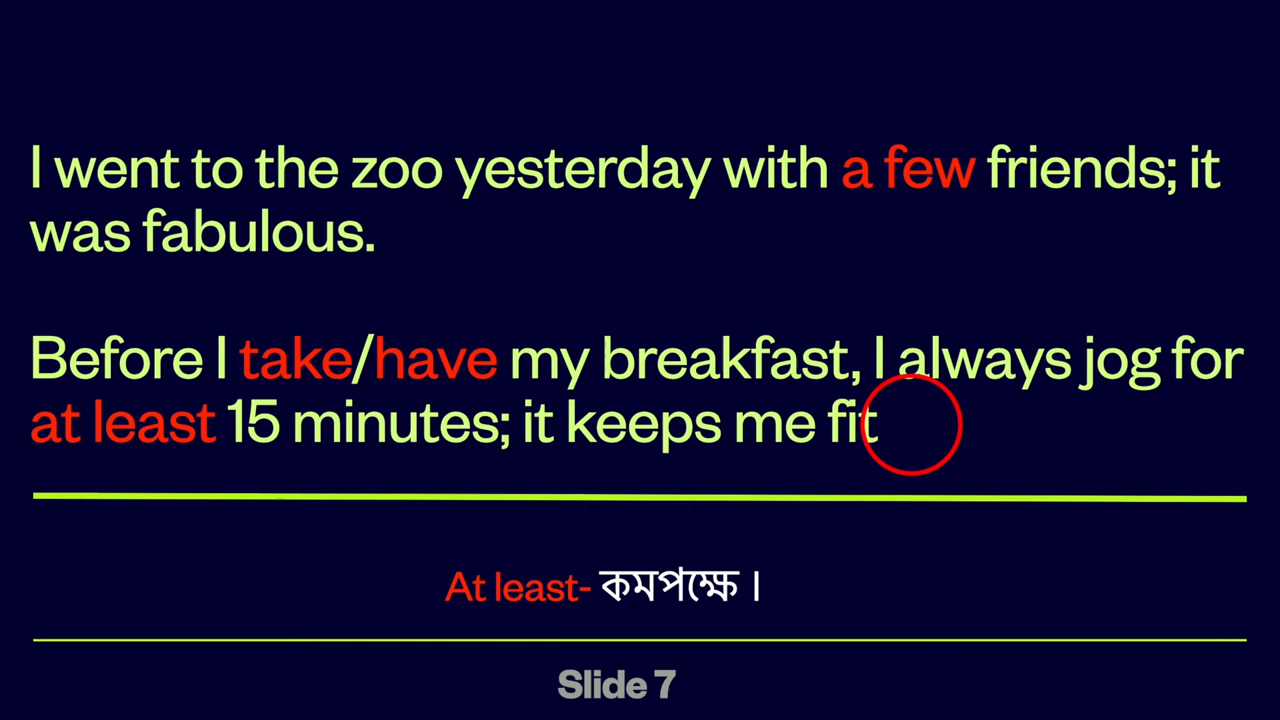 I went to the zoo yesterday with a few friends; it
was fabulous.
Before I take/have my breakfast, I always jog for
at least 15 minutes; it keeps me fit
At least- কমপক্ষে ।
Slide 7